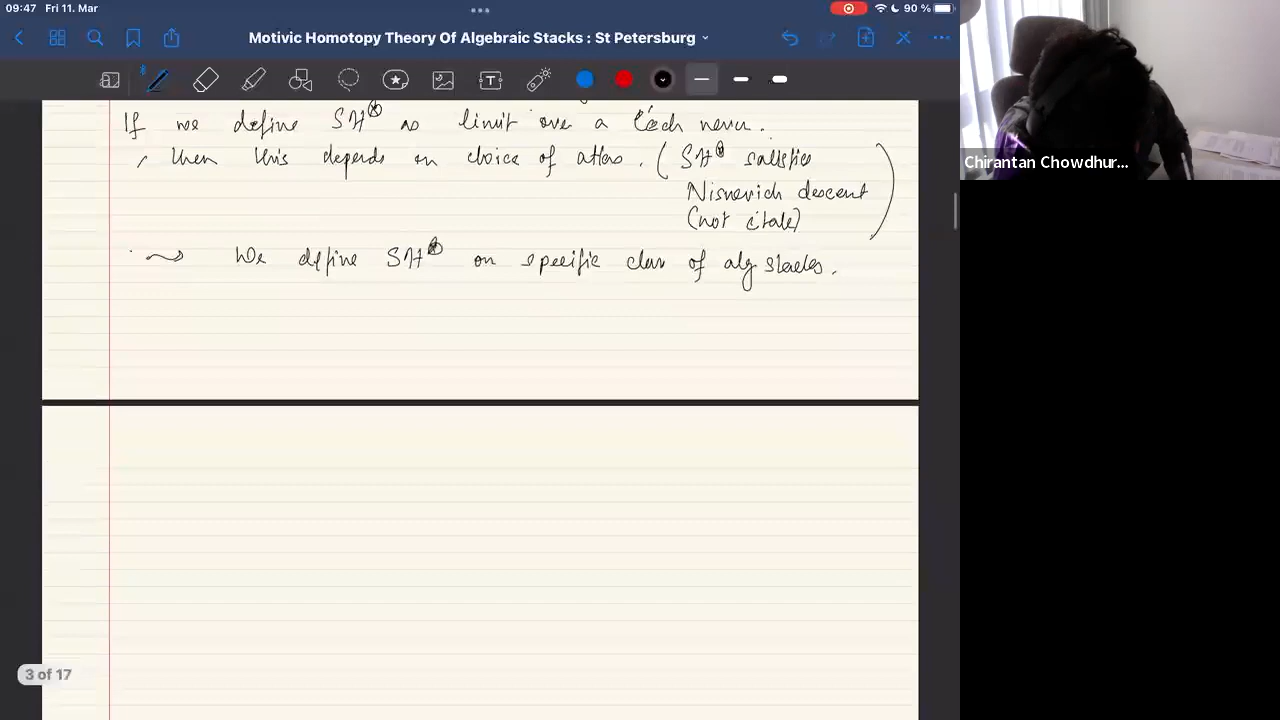 09:47 Fri 11. Mar
90 %
Motivic Homotopy Theory Of Algebraic Stacks : St Petersburg
If we define SH^⊗ as limit over a Čech nerve.
, then this depends on choice of atlas. ( SH^⊗ satisfies
Nisnevich descent
(not étale) )
⇝ We define SH^⊗ on specific class of alg stacks.
3 of 17
Chirantan Chowdhur...